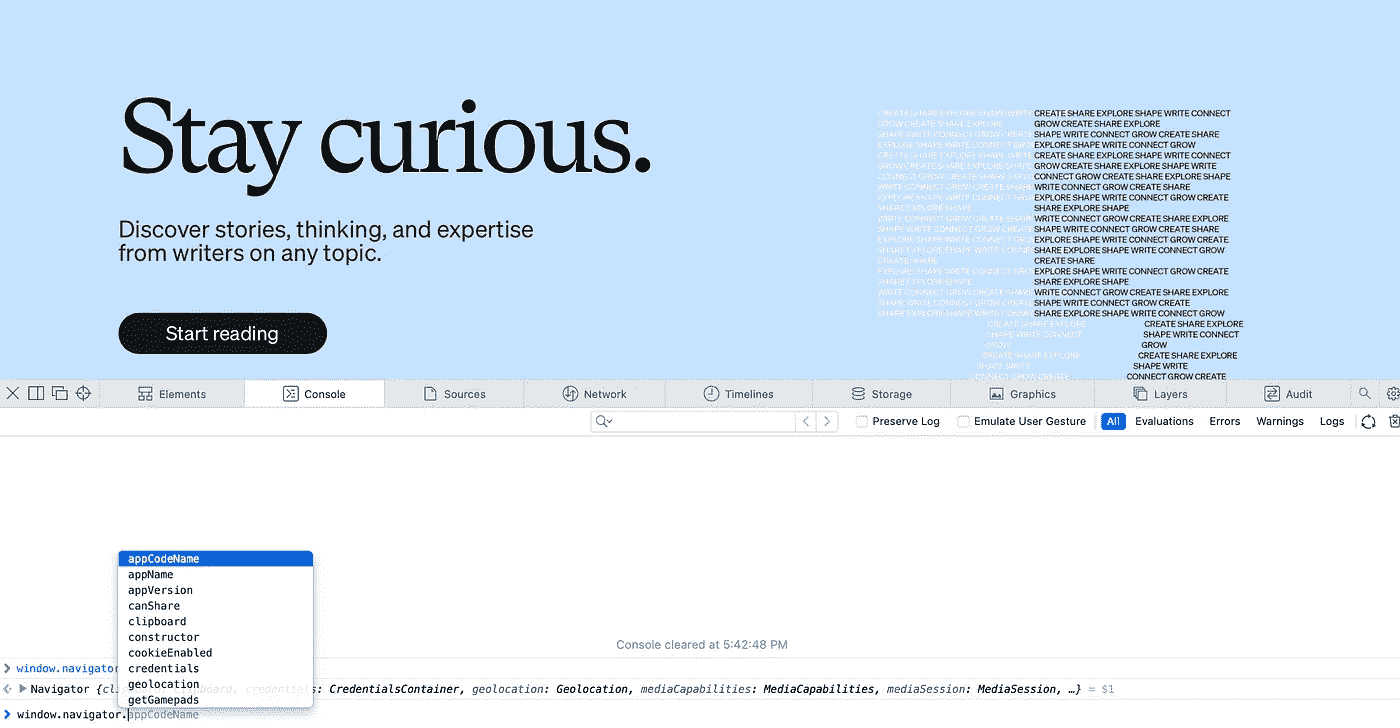 Stay curious.
Discover stories, thinking, and expertise
from writers on any topic.
Start reading
CREATE SHARE EXPLORE SHAPE WRITE CONNECT
GROW CREATE SHARE EXPLORE
SHAPE WRITE CONNECT GROW CREATE SHARE
EXPLORE SHAPE WRITE CONNECT GROW
CREATE SHARE EXPLORE SHAPE WRITE CONNECT
GROW CREATE SHARE EXPLORE SHAPE WRITE
CONNECT GROW CREATE SHARE EXPLORE SHAPE
WRITE CONNECT GROW CREATE SHARE
EXPLORE SHAPE WRITE CONNECT GROW CREATE
SHARE EXPLORE SHAPE
WRITE CONNECT GROW CREATE SHARE EXPLORE
SHAPE WRITE CONNECT GROW CREATE SHARE
EXPLORE SHAPE WRITE CONNECT GROW CREATE
SHARE EXPLORE SHAPE WRITE CONNECT GROW
CREATE SHARE
EXPLORE SHAPE WRITE CONNECT GROW CREATE
SHARE EXPLORE SHAPE
WRITE CONNECT GROW CREATE SHARE EXPLORE
SHAPE WRITE CONNECT GROW CREATE
SHARE EXPLORE SHAPE WRITE CONNECT GROW
CREATE SHARE EXPLORE
SHAPE WRITE CONNECT
GROW
CREATE SHARE EXPLORE
SHAPE WRITE
CONNECT GROW CREATE
Elements Console Sources Network Timelines Storage Graphics Layers Audit
Preserve Log Emulate User Gesture All Evaluations Errors Warnings Logs
appCodeName
appName
appVersion
canShare
clipboard
constructor
cookieEnabled
credentials
geolocation
getGamepads
Console cleared at 5:42:48 PM
window.navigator
Navigator {clipboard: Clipboard, credentials: CredentialsContainer, geolocation: Geolocation, mediaCapabilities: MediaCapabilities, mediaSession: MediaSession, …} = $1
window.navigator.appCodeName